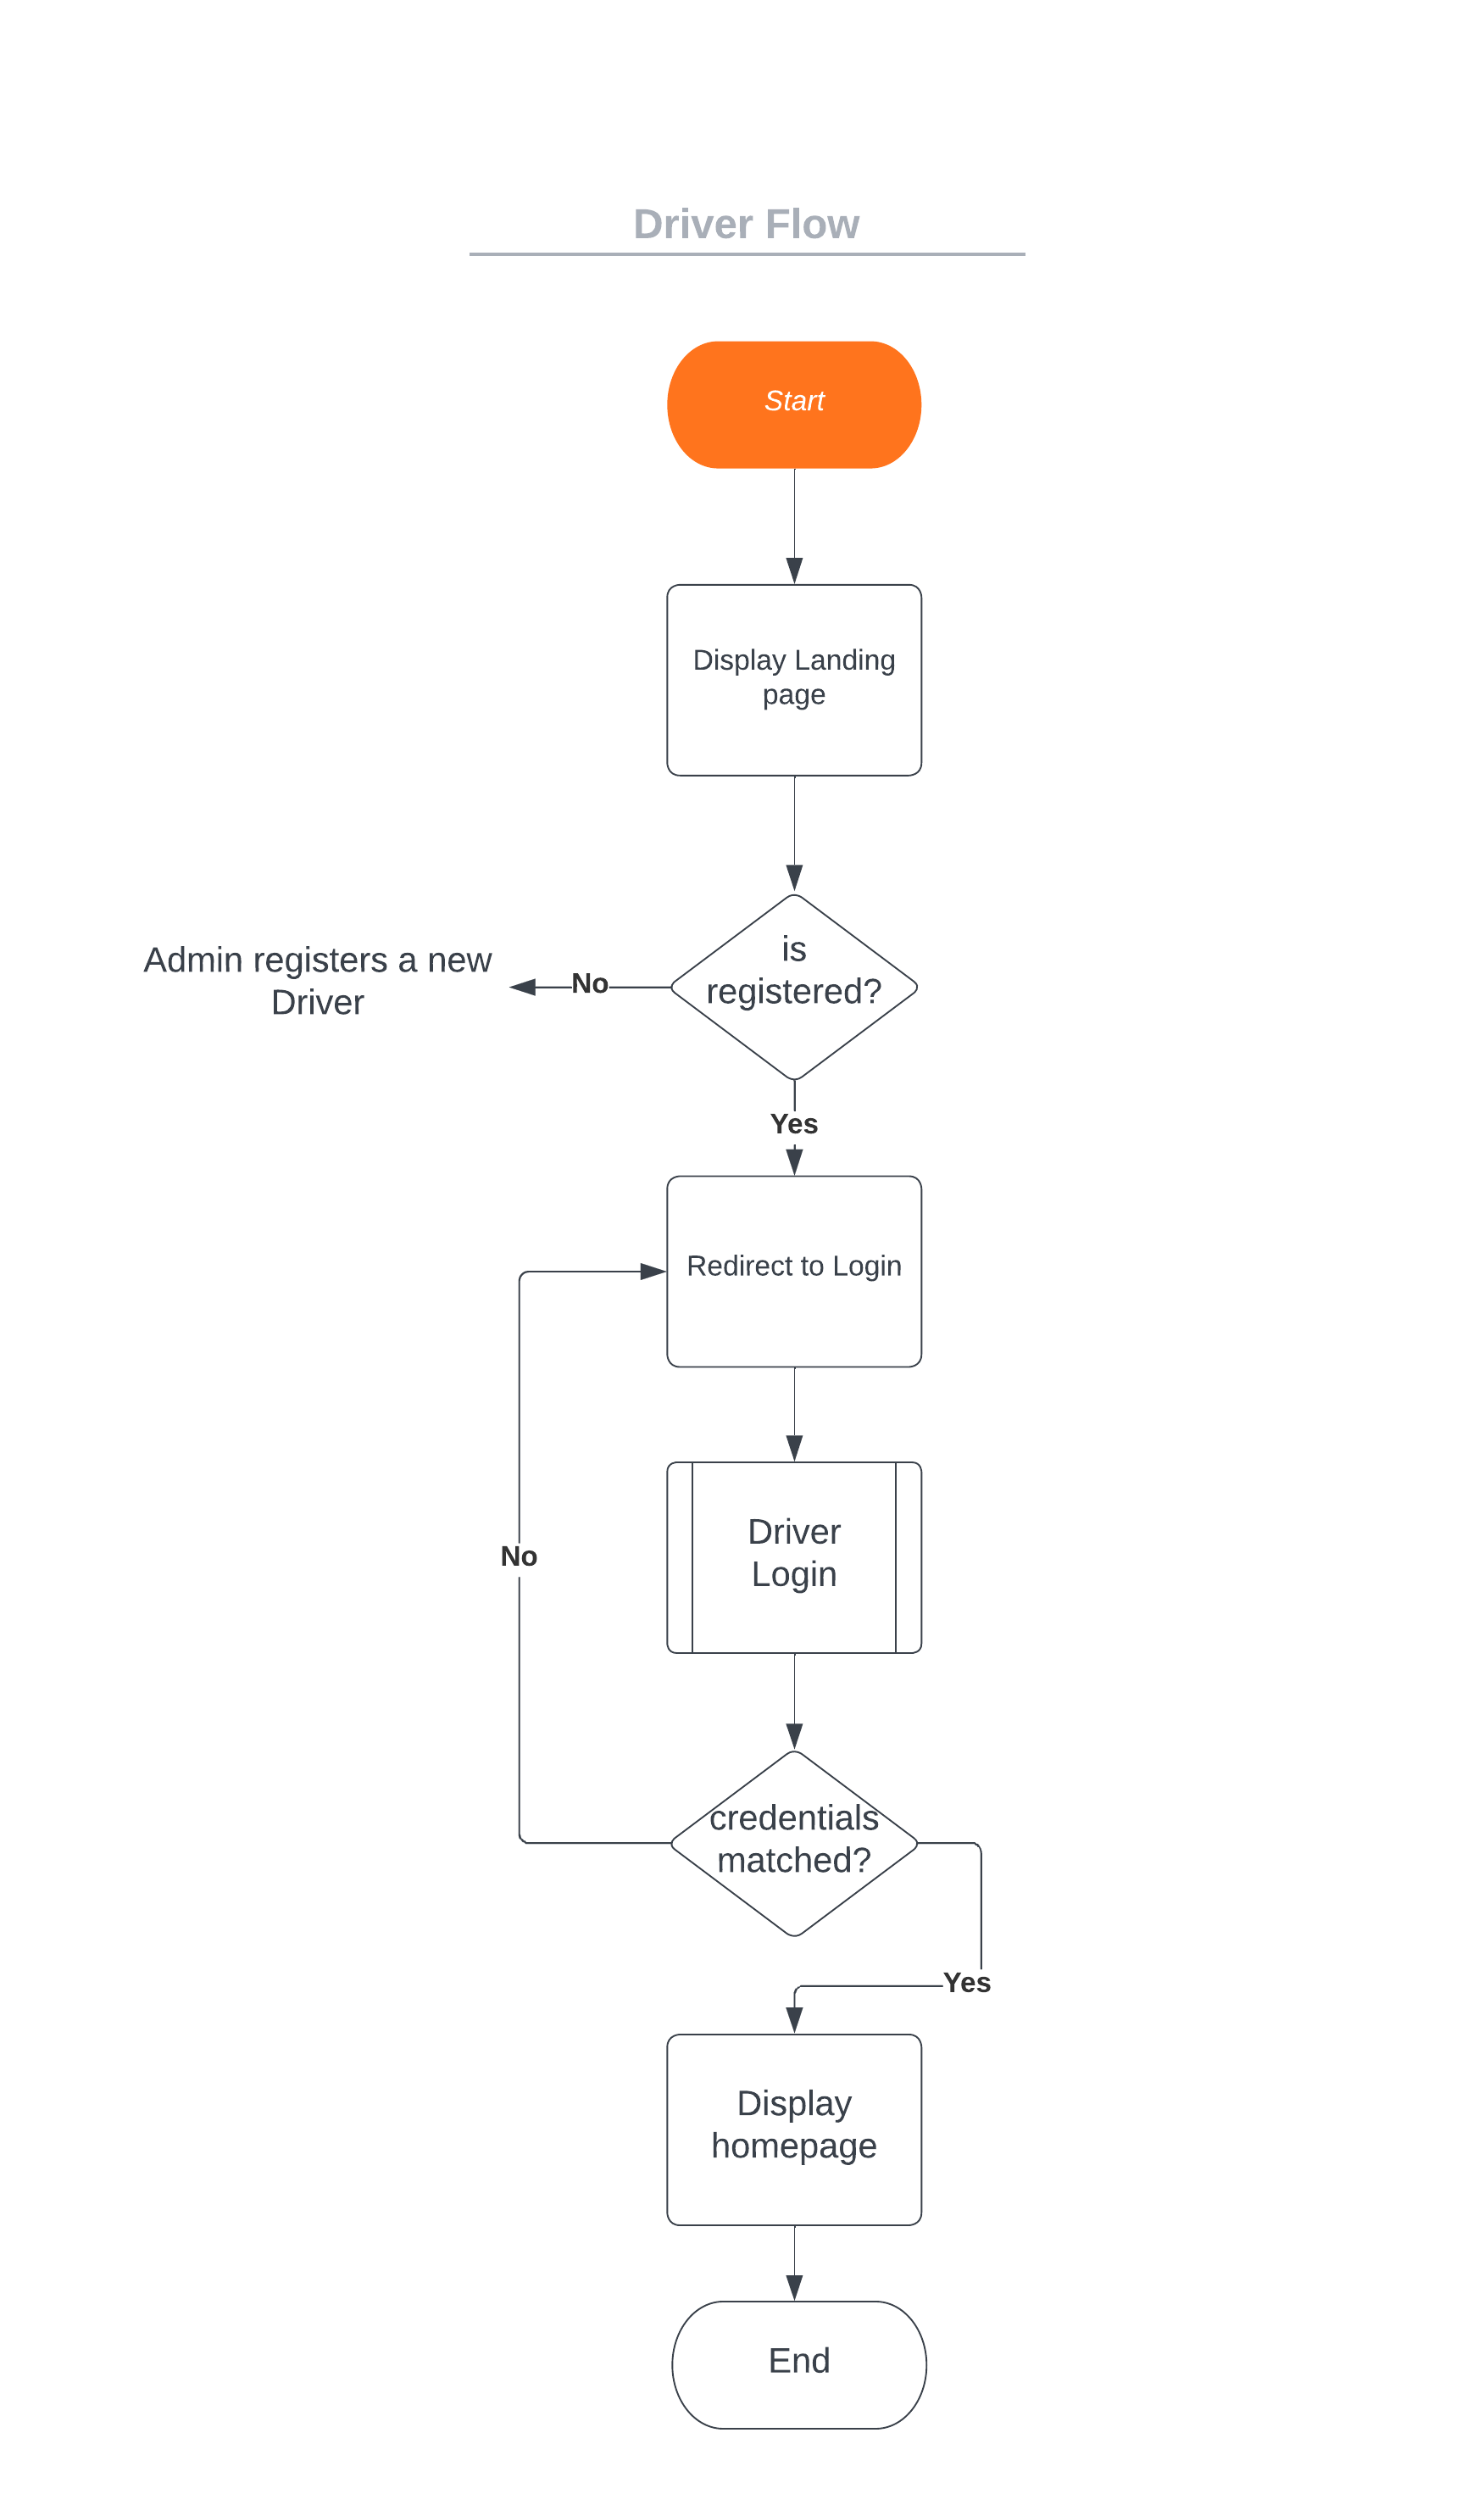 Driver Flow
Start
Display Landing
page
is
registered?
No
Admin registers a new
Driver
Yes
Redirect to Login
Driver
Login
No
credentials
matched?
Yes
Display
homepage
End